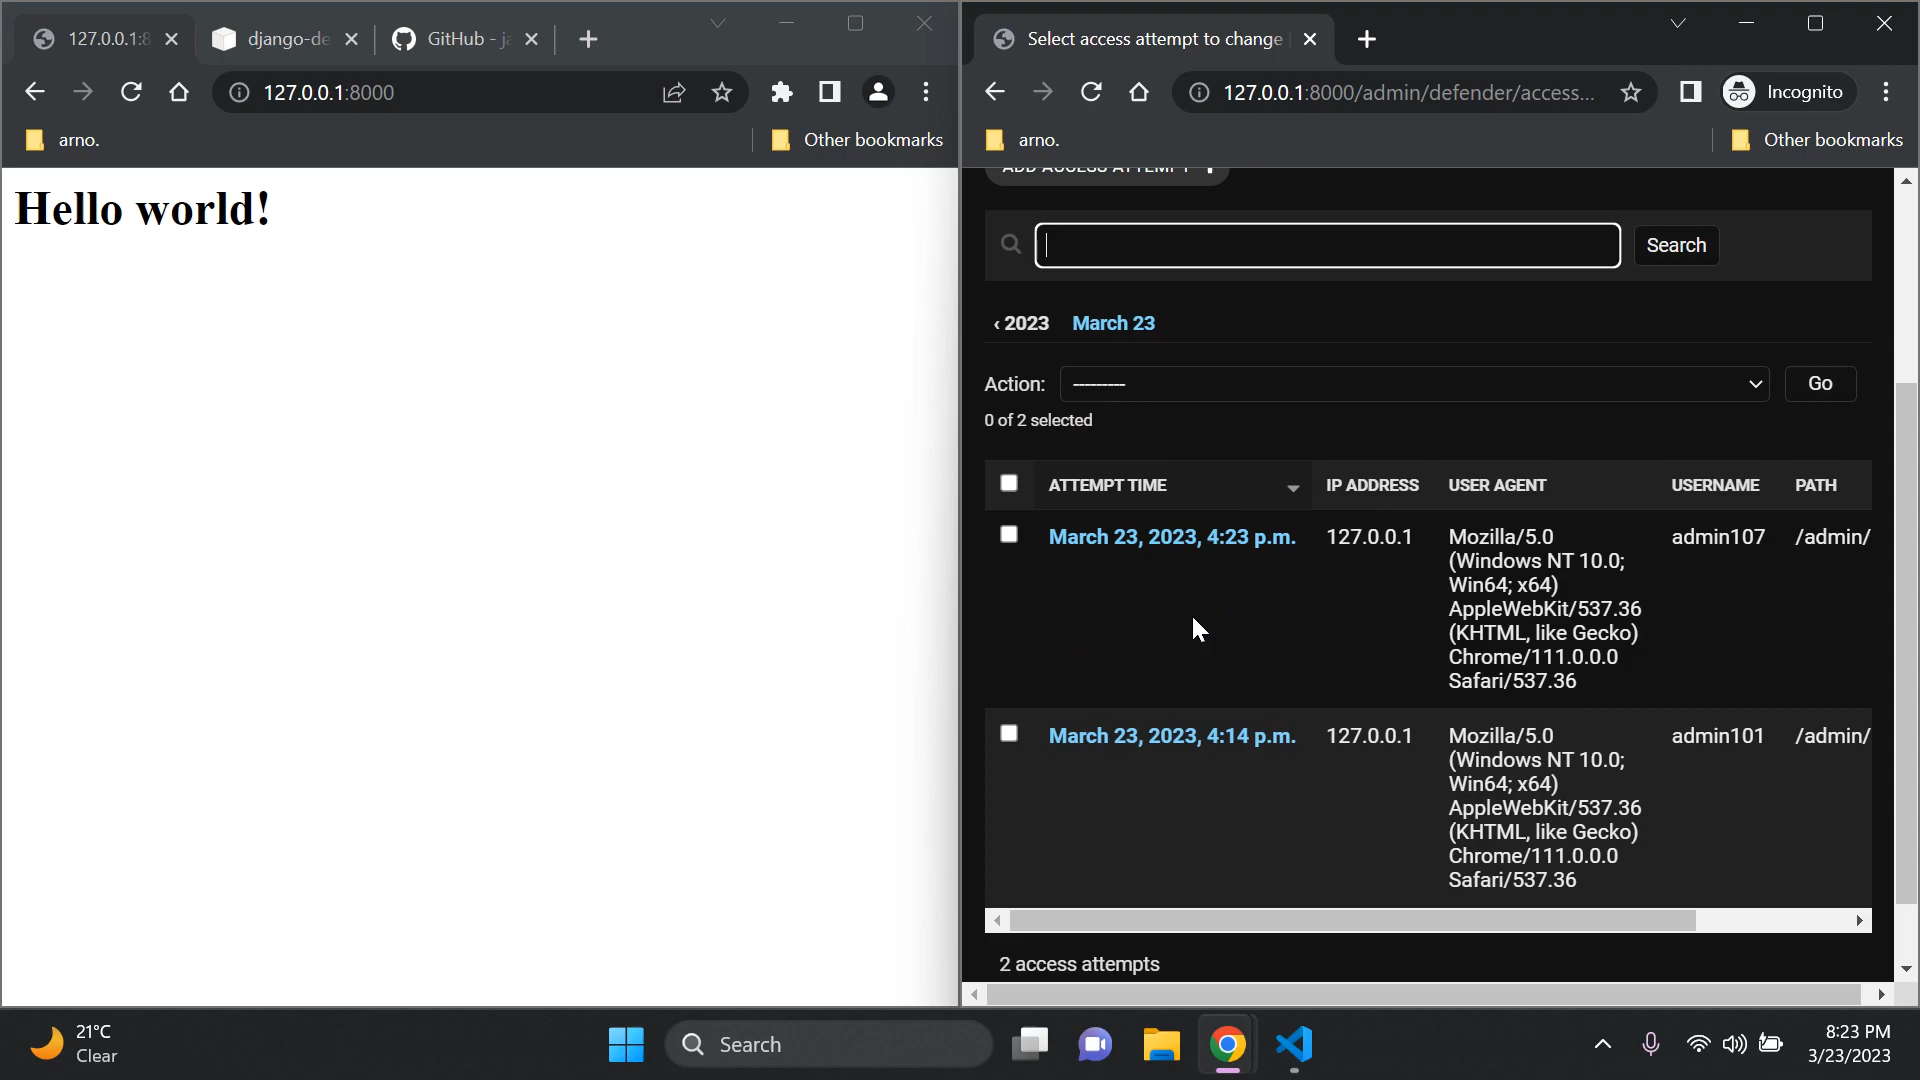 127.0.0.1:8
django-de
GitHub - ja
127.0.0.1:8000
arno.
Other bookmarks
Hello world!
Select access attempt to change
127.0.0.1:8000/admin/defender/access...
Incognito
arno.
Other bookmarks
ADD ACCESS ATTEMPT
Search
‹ 2023 March 23
Action: ---------
Go
0 of 2 selected
ATTEMPT TIME IP ADDRESS USER AGENT USERNAME PATH
March 23, 2023, 4:23 p.m. 127.0.0.1 Mozilla/5.0 admin107 /admin/
(Windows NT 10.0;
Win64; x64)
AppleWebKit/537.36
(KHTML, like Gecko)
Chrome/111.0.0.0
Safari/537.36
March 23, 2023, 4:14 p.m. 127.0.0.1 Mozilla/5.0 admin101 /admin/
(Windows NT 10.0;
Win64; x64)
AppleWebKit/537.36
(KHTML, like Gecko)
Chrome/111.0.0.0
Safari/537.36
2 access attempts
21°C
Clear
Search
8:23 PM
3/23/2023